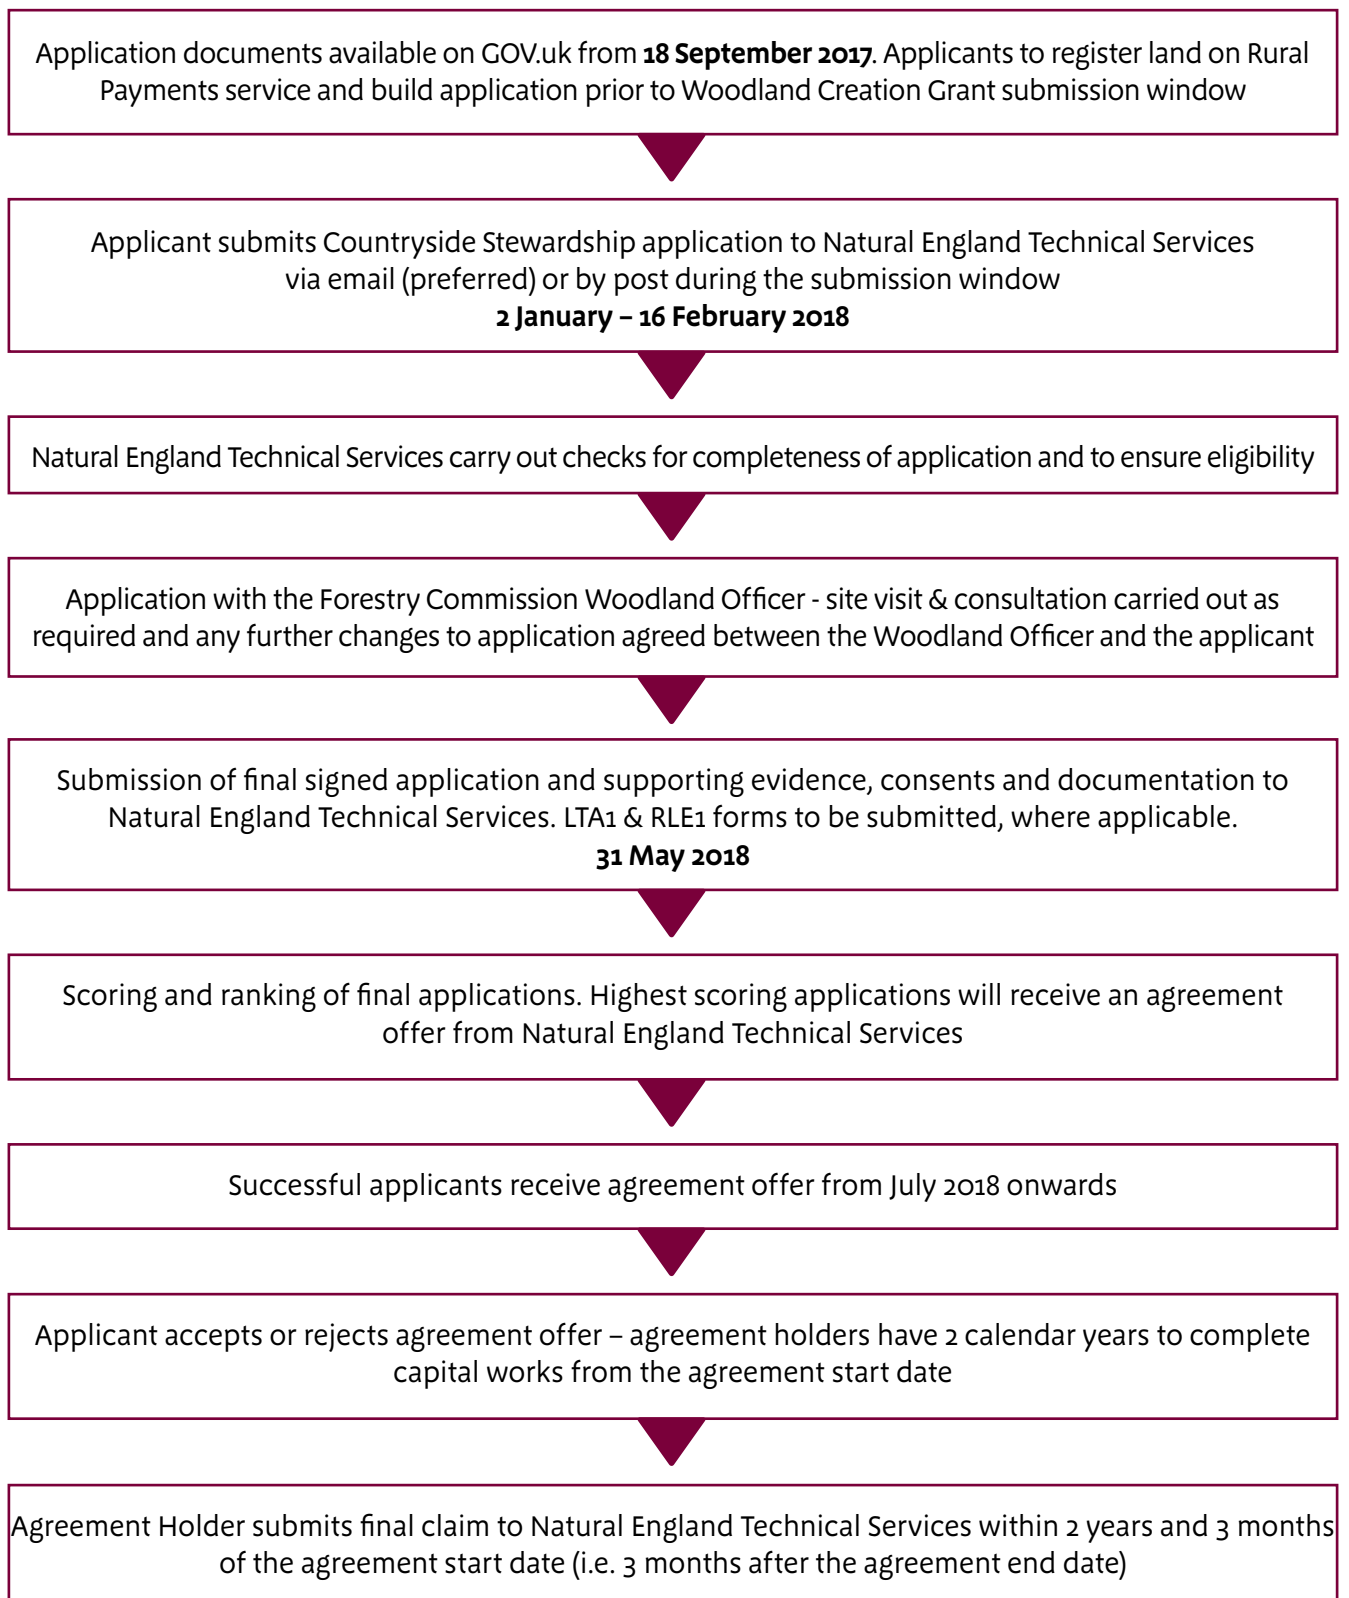 Application documents available on GOV.uk from 18 September 2017. Applicants to register land on Rural
Payments service and build application prior to Woodland Creation Grant submission window
Applicant submits Countryside Stewardship application to Natural England Technical Services
via email (preferred) or by post during the submission window
2 January – 16 February 2018
Natural England Technical Services carry out checks for completeness of application and to ensure eligibility
Application with the Forestry Commission Woodland Officer - site visit & consultation carried out as
required and any further changes to application agreed between the Woodland Officer and the applicant
Submission of final signed application and supporting evidence, consents and documentation to
Natural England Technical Services. LTA1 & RLE1 forms to be submitted, where applicable.
31 May 2018
Scoring and ranking of final applications. Highest scoring applications will receive an agreement
offer from Natural England Technical Services
Successful applicants receive agreement offer from July 2018 onwards
Applicant accepts or rejects agreement offer – agreement holders have 2 calendar years to complete
capital works from the agreement start date
Agreement Holder submits final claim to Natural England Technical Services within 2 years and 3 months
of the agreement start date (i.e. 3 months after the agreement end date)